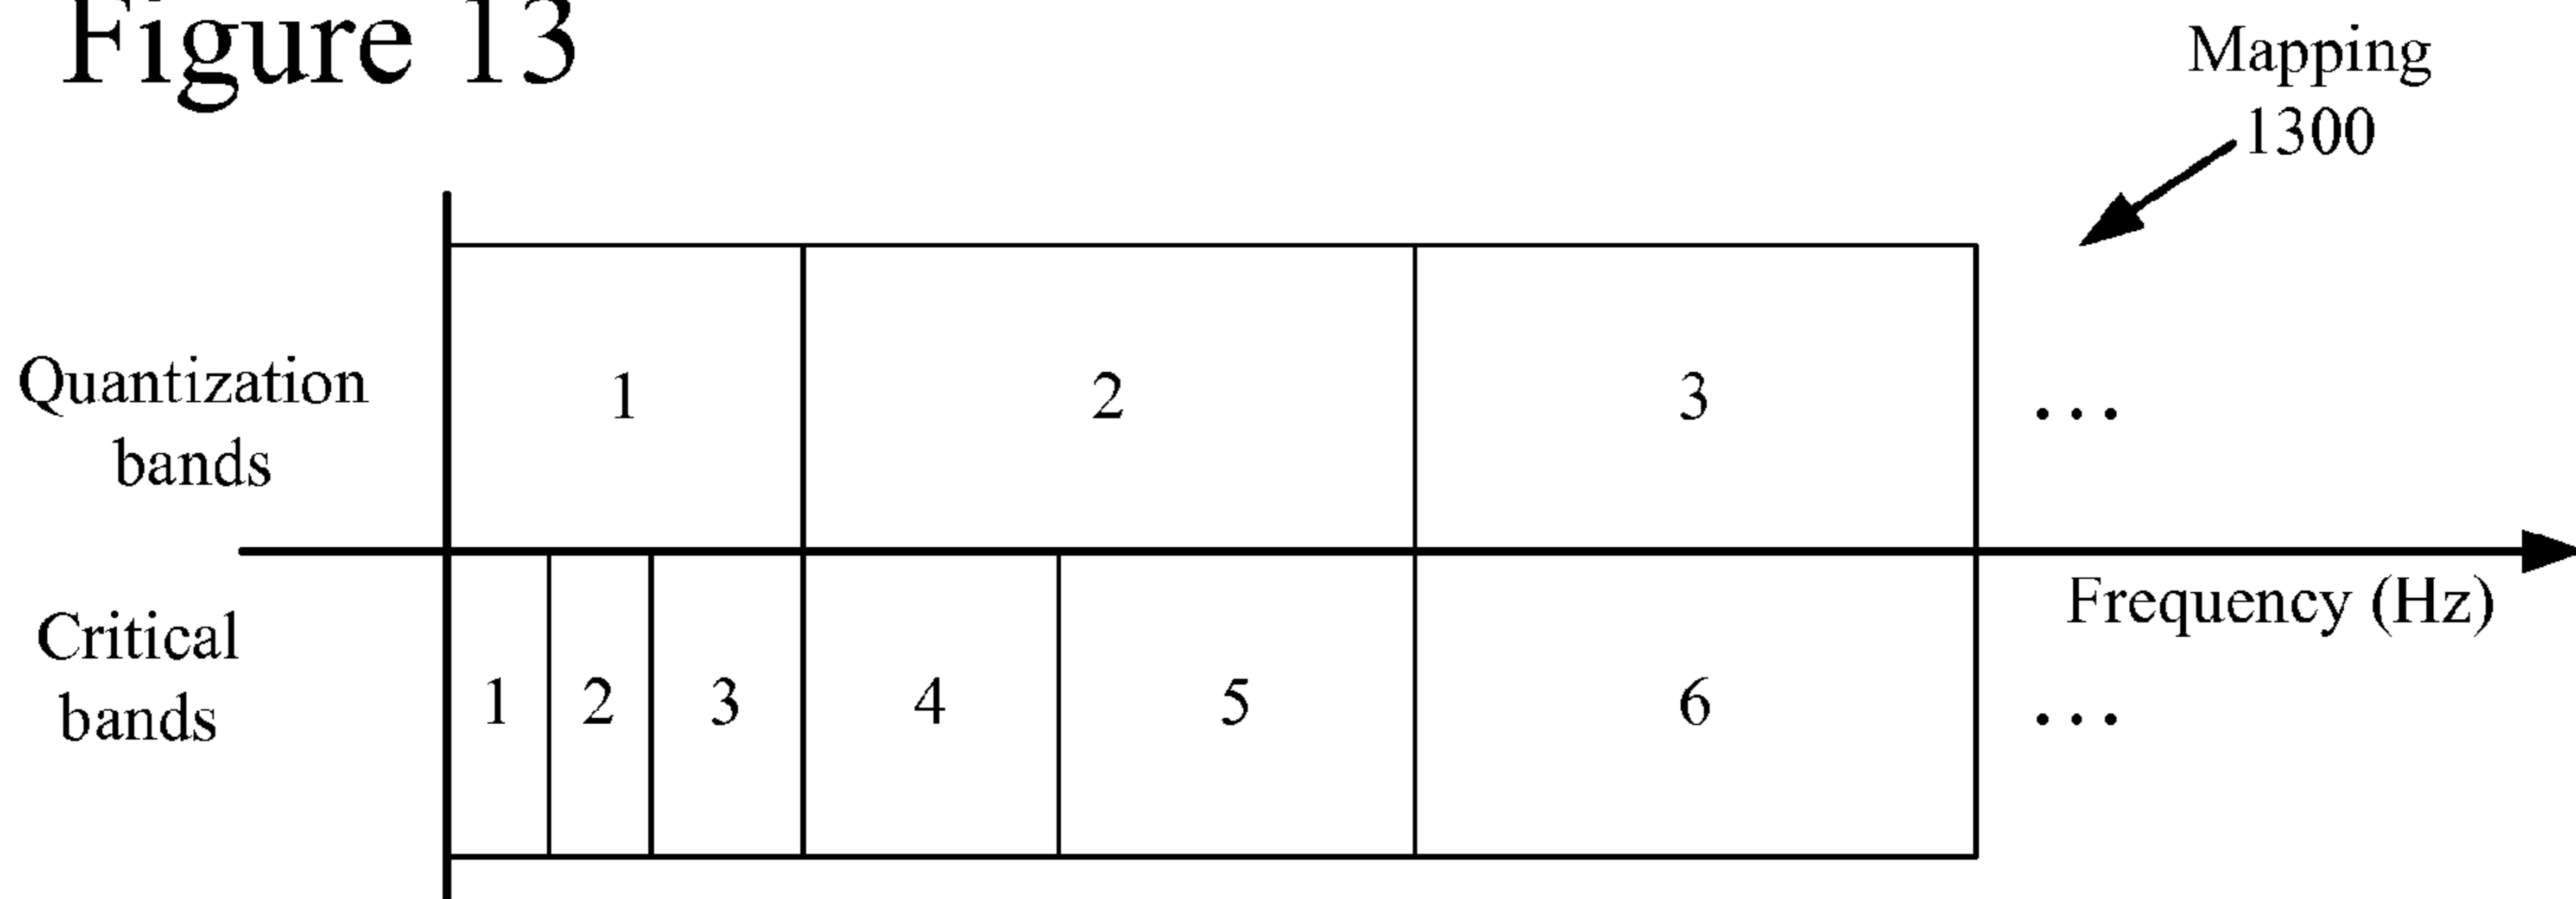 Figure 13
Mapping
1300
Quantization
bands
1 2 3 ...
Frequency (Hz)
Critical
bands
1 2 3 4 5 6 ...